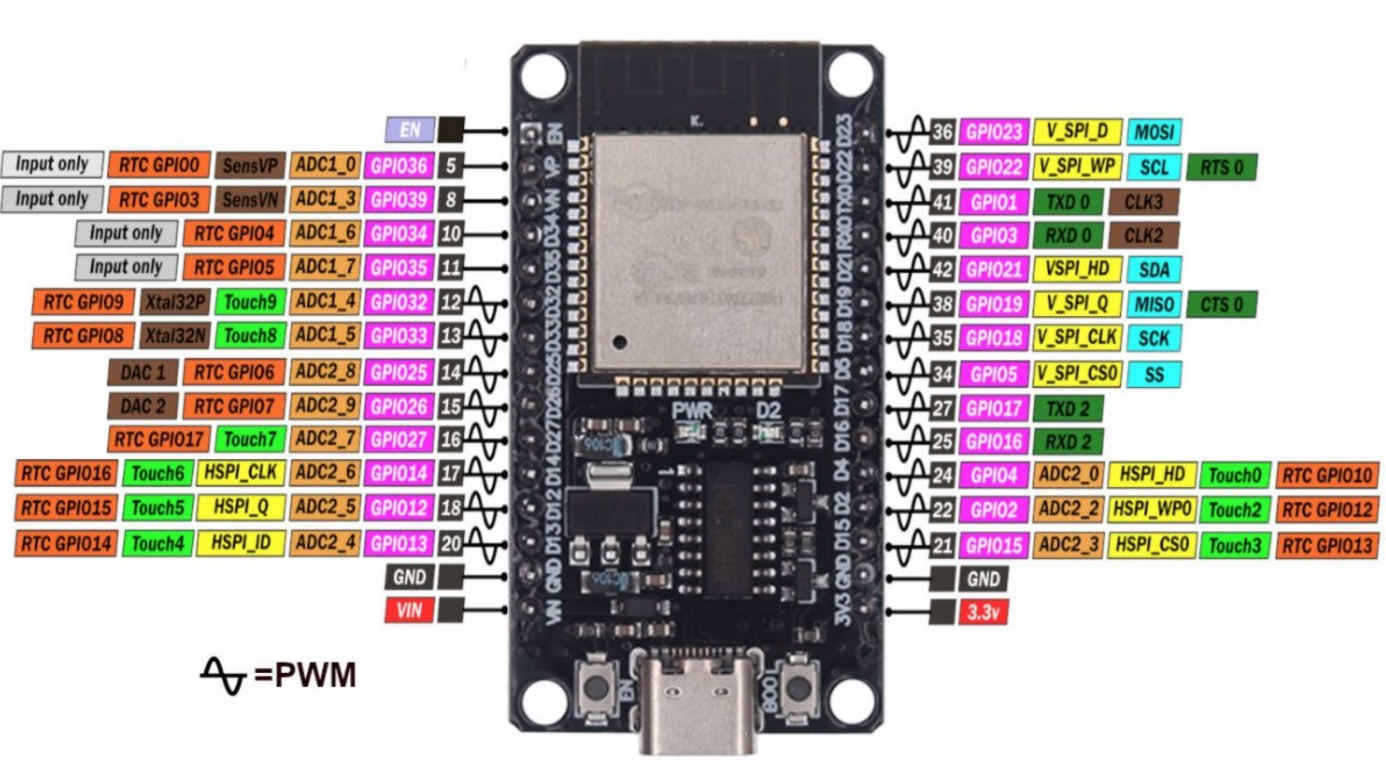 EN EN D23 36 GPIO23 V_SPI_D MOSI
Input only RTC GPIO0 SensVP ADC1_0 GPIO36 5 VP D22 39 GPIO22 V_SPI_WP SCL RTS 0
Input only RTC GPIO3 SensVN ADC1_3 GPIO39 8 VN TXD 41 GPIO1 TXD 0 CLK3
Input only RTC GPIO4 ADC1_6 GPIO34 10 D34 RXD 40 GPIO3 RXD 0 CLK2
Input only RTC GPIO5 ADC1_7 GPIO35 11 D35 D21 42 GPIO21 VSPI_HD SDA
RTC GPIO9 Xtal32P Touch9 ADC1_4 GPIO32 12 D32 D19 38 GPIO19 V_SPI_Q MISO CTS 0
RTC GPIO8 Xtal32N Touch8 ADC1_5 GPIO33 13 D33 D18 35 GPIO18 V_SPI_CLK SCK
DAC 1 RTC GPIO6 ADC2_8 GPIO25 14 D25 D5 34 GPIO5 V_SPI_CS0 SS
DAC 2 RTC GPIO7 ADC2_9 GPIO26 15 D26 D17 27 GPIO17 TXD 2
PWR D2
RTC GPIO17 Touch7 ADC2_7 GPIO27 16 D27 D16 25 GPIO16 RXD 2
RTC GPIO16 Touch6 HSPI_CLK ADC2_6 GPIO14 17 D14 D4 24 GPIO4 ADC2_0 HSPI_HD Touch0 RTC GPIO10
RTC GPIO15 Touch5 HSPI_Q ADC2_5 GPIO12 18 D12 D2 22 GPIO2 ADC2_2 HSPI_WP0 Touch2 RTC GPIO12
RTC GPIO14 Touch4 HSPI_ID ADC2_4 GPIO13 20 D13 D15 21 GPIO15 ADC2_3 HSPI_CS0 Touch3 RTC GPIO13
GND GND GND GND
VIN VIN 3V3 3.3v
=PWM
EN BOO